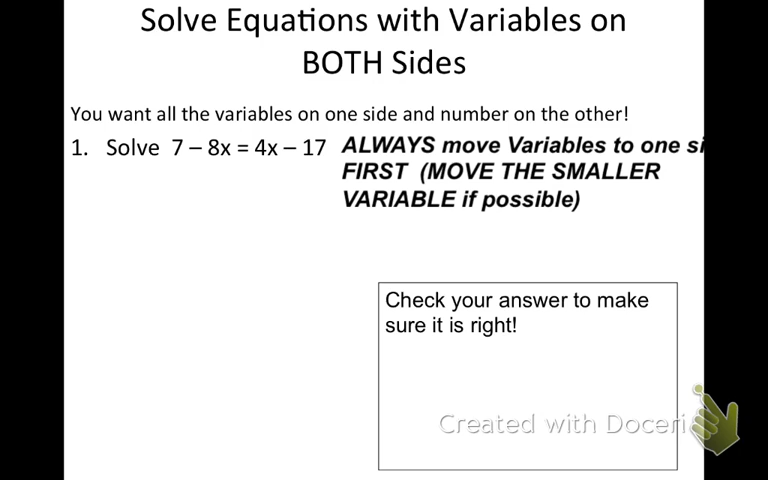 Solve Equations with Variables on
BOTH Sides
You want all the variables on one side and number on the other!
1. Solve 7 – 8x = 4x – 17 ALWAYS move Variables to one si
FIRST (MOVE THE SMALLER
VARIABLE if possible)
Check your answer to make
sure it is right!
Created with Doceri